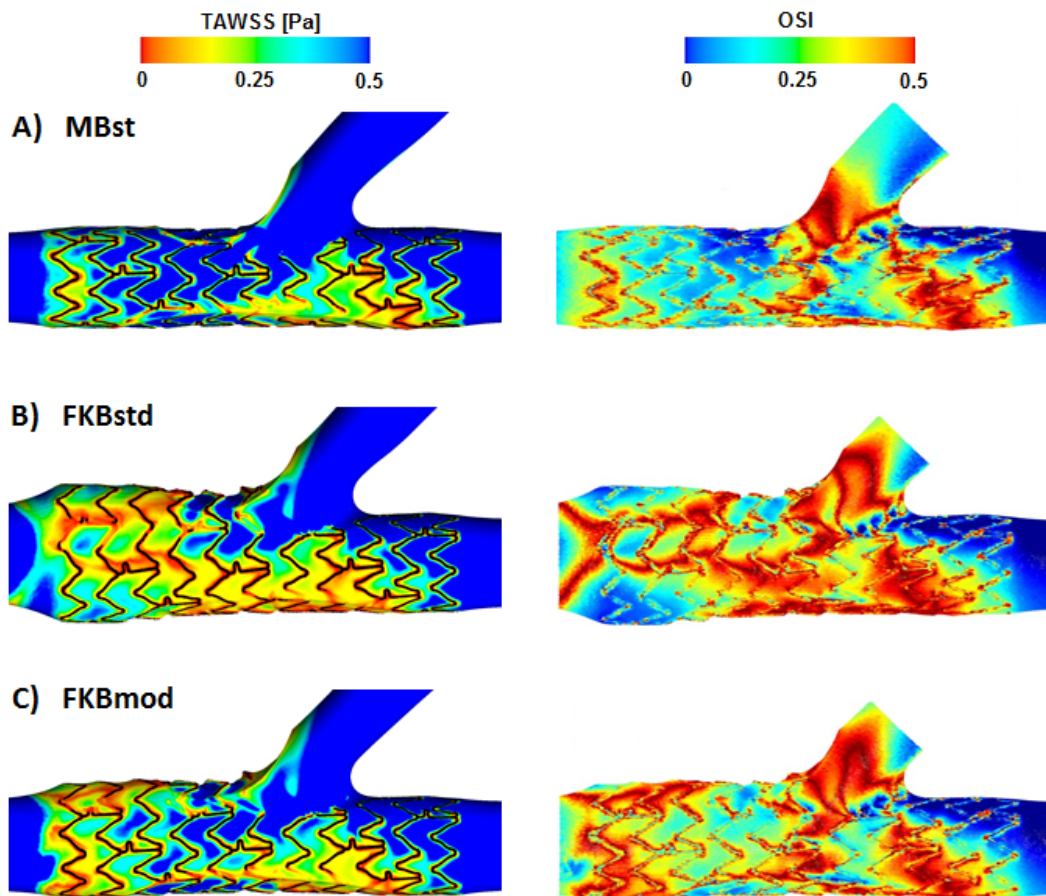 TAWSS [Pa]
OSI
0 0.25 0.5
0 0.25 0.5
A) MBst
B) FKBstd
C) FKBmod